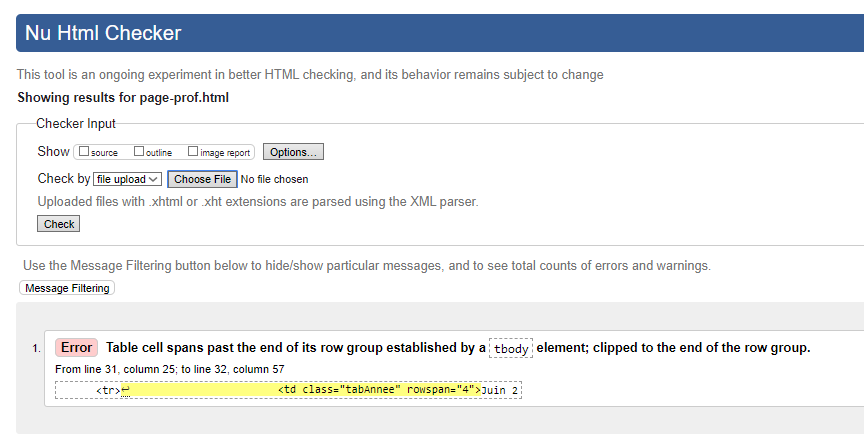 Nu Html Checker
This tool is an ongoing experiment in better HTML checking, and its behavior remains subject to change
Showing results for page-prof.html
Checker Input
Show source outline image report Options...
Check by file upload Choose File No file chosen
Uploaded files with .xhtml or .xht extensions are parsed using the XML parser.
Check
Use the Message Filtering button below to hide/show particular messages, and to see total counts of errors and warnings.
Message Filtering
1. Error Table cell spans past the end of its row group established by a tbody element; clipped to the end of the row group.
From line 31, column 25; to line 32, column 57
<tr>↩ <td class="tabAnnee" rowspan="4">Juin 2